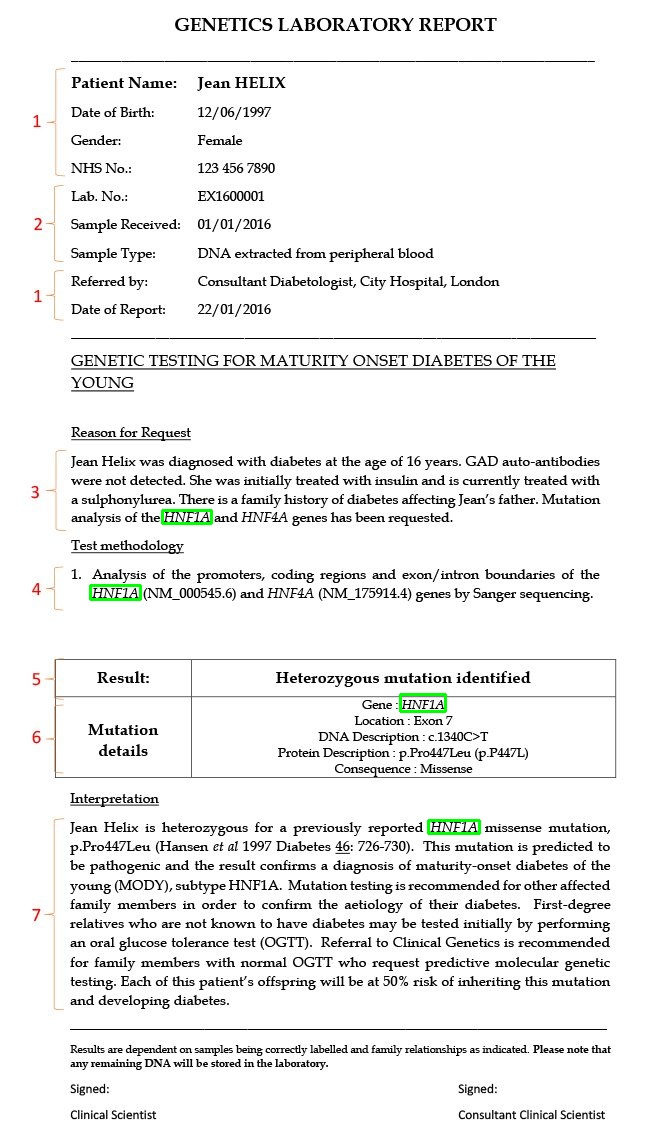 GENETICS LABORATORY REPORT
Patient Name: Jean HELIX
1
Date of Birth: 12/06/1997
Gender: Female
NHS No.: 123 456 7890
Lab. No.: EX1600001
2
Sample Received: 01/01/2016
Sample Type: DNA extracted from peripheral blood
1
Referred by: Consultant Diabetologist, City Hospital, London
Date of Report: 22/01/2016
GENETIC TESTING FOR MATURITY ONSET DIABETES OF THE
YOUNG
Reason for Request
3
Jean Helix was diagnosed with diabetes at the age of 16 years. GAD auto-antibodies
were not detected. She was initially treated with insulin and is currently treated with
a sulphonylurea. There is a family history of diabetes affecting Jean's father. Mutation
analysis of the HNF1A and HNF4A genes has been requested.
Test methodology
4
1. Analysis of the promoters, coding regions and exon/intron boundaries of the
HNF1A (NM_000545.6) and HNF4A (NM_175914.4) genes by Sanger sequencing.
5
Result: Heterozygous mutation identified
6
Mutation
details
Gene : HNF1A
Location : Exon 7
DNA Description : c.1340C>T
Protein Description : p.Pro447Leu (p.P447L)
Consequence : Missense
Interpretation
7
Jean Helix is heterozygous for a previously reported HNF1A missense mutation,
p.Pro447Leu (Hansen et al 1997 Diabetes 46: 726-730). This mutation is predicted to
be pathogenic and the result confirms a diagnosis of maturity-onset diabetes of the
young (MODY), subtype HNF1A. Mutation testing is recommended for other affected
family members in order to confirm the aetiology of their diabetes. First-degree
relatives who are not known to have diabetes may be tested initially by performing
an oral glucose tolerance test (OGTT). Referral to Clinical Genetics is recommended
for family members with normal OGTT who request predictive molecular genetic
testing. Each of this patient's offspring will be at 50% risk of inheriting this mutation
and developing diabetes.
Results are dependent on samples being correctly labelled and family relationships as indicated. Please note that
any remaining DNA will be stored in the laboratory.
Signed: Signed:
Clinical Scientist Consultant Clinical Scientist